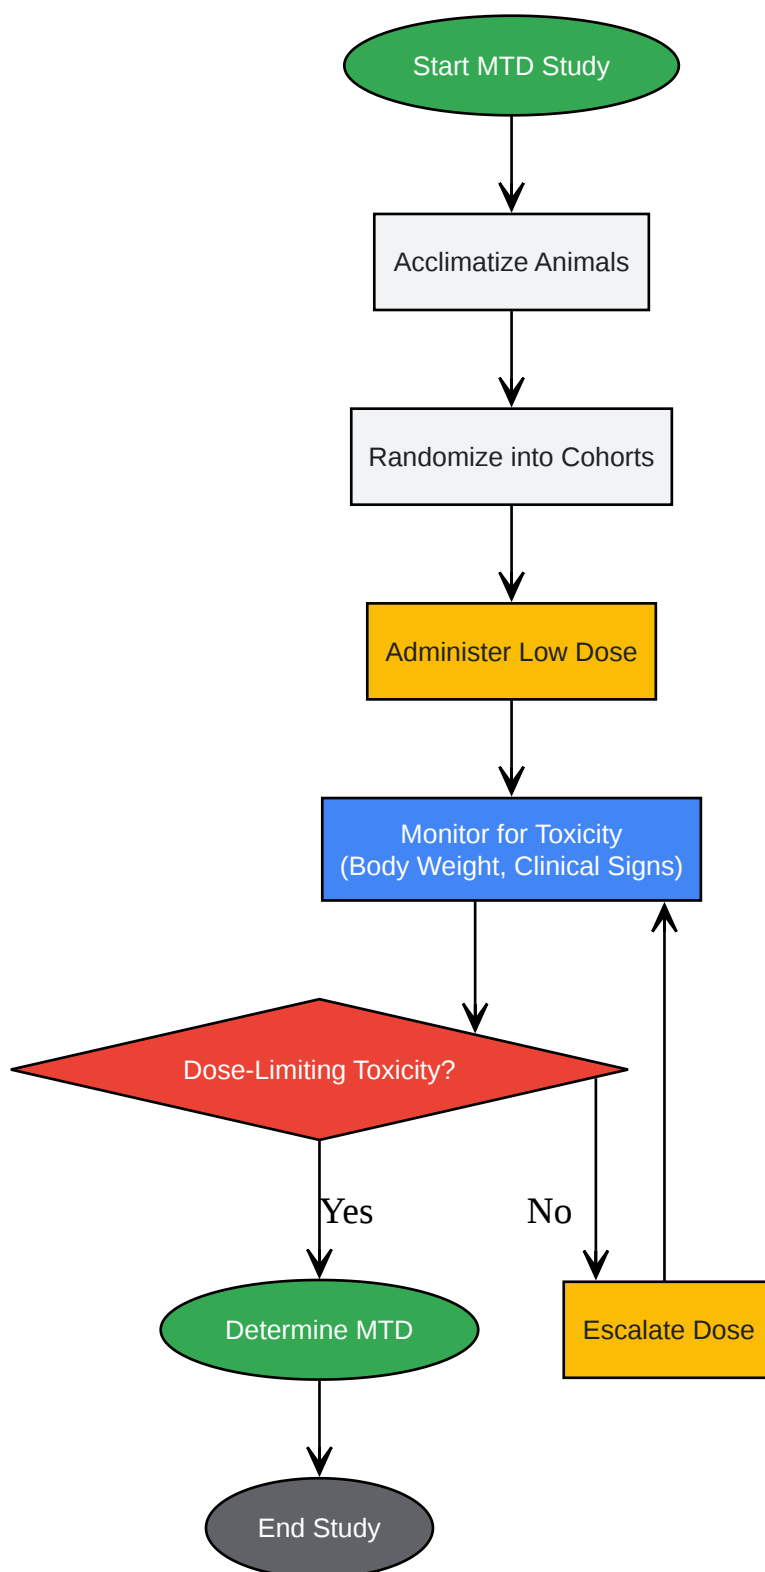 Start MTD Study
Acclimatize Animals
Randomize into Cohorts
Administer Low Dose
Monitor for Toxicity
(Body Weight, Clinical Signs)
Dose-Limiting Toxicity?
Yes
No
Determine MTD
Escalate Dose
End Study